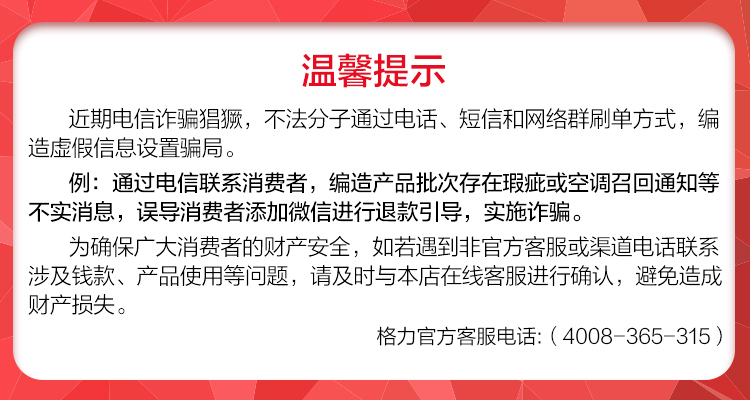 温馨提示
近期电信诈骗猖獗，不法分子通过电话、短信和网络群刷单方式，编
造虚假信息设置骗局。
例：通过电信联系消费者，编造产品批次存在瑕疵或空调召回通知等
不实消息，误导消费者添加微信进行退款引导，实施诈骗。
为确保广大消费者的财产安全，如若遇到非官方客服或渠道电话联系
涉及钱款、产品使用等问题，请及时与本店在线客服进行确认，避免造成
财产损失。
格力官方客服电话:（4008-365-315）